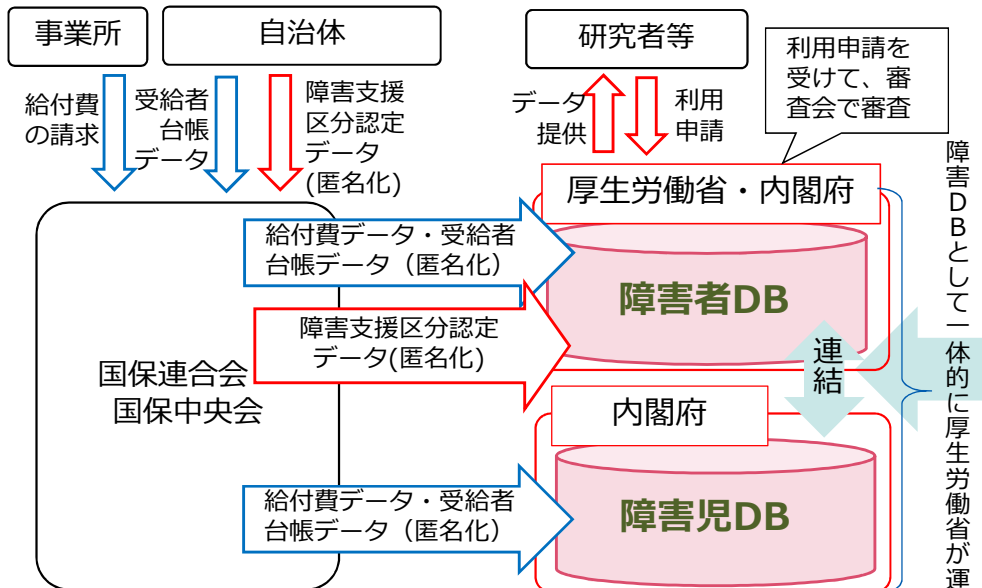 事業所
自治体
研究者等
利用申請を
受けて、審
査会で審査
給付費
の請求
受給者
台帳
データ
障害支援
区分認定
データ
(匿名化)
データ
提供
利用
申請
厚生労働省・内閣府
給付費データ・受給者
台帳データ（匿名化）
障害者DB
障害支援区分認定
データ(匿名化)
国保連合会
国保中央会
連結
内閣府
給付費データ・受給者
台帳データ（匿名化）
障害児DB
障害DBとして一体的に厚生労働省が運